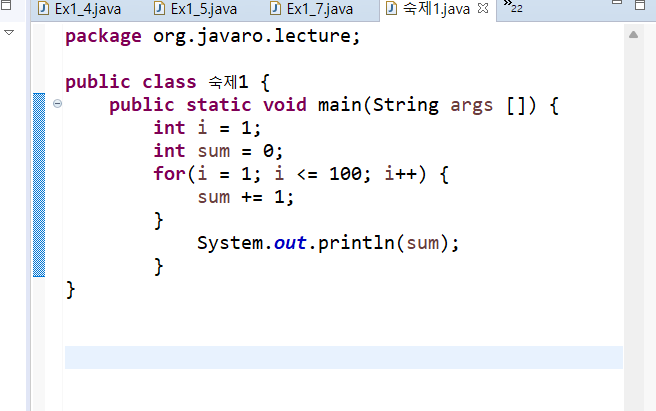 Ex1_4.java Ex1_5.java Ex1_7.java 숙제1.java »22
package org.javaro.lecture;
public class 숙제1 {
public static void main(String args []) {
int i = 1;
int sum = 0;
for(i = 1; i <= 100; i++) {
sum += 1;
}
System.out.println(sum);
}
}